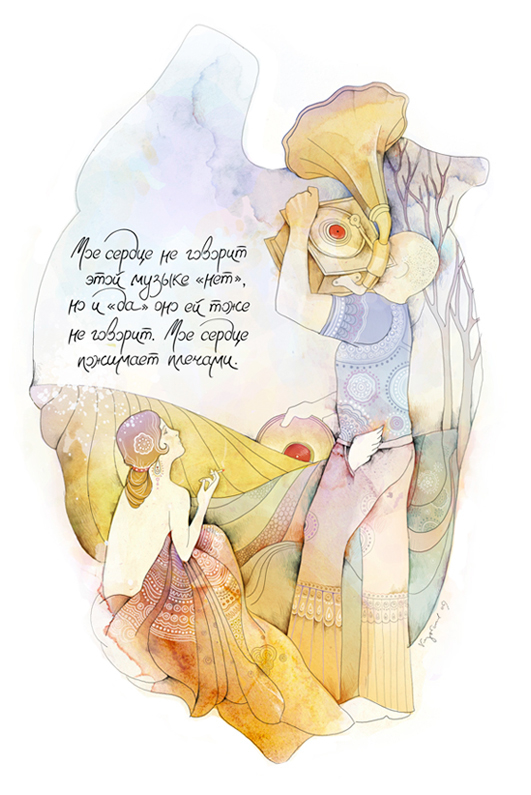 Мое сердце не говорит
этой музыке «нет»,
но и «да» оно ей тоже
не говорит. Мое сердце
пожимает плечами.